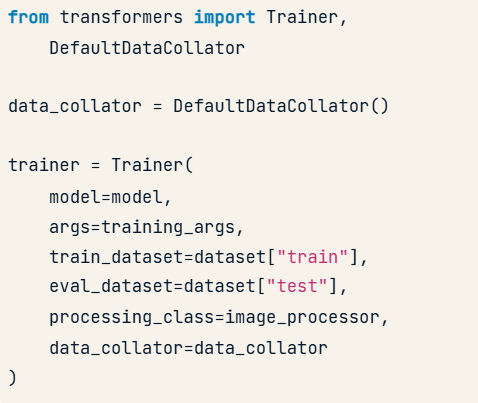 from transformers import Trainer,
    DefaultDataCollator

data_collator = DefaultDataCollator()

trainer = Trainer(
    model=model,
    args=training_args,
    train_dataset=dataset["train"],
    eval_dataset=dataset["test"],
    processing_class=image_processor,
    data_collator=data_collator
)